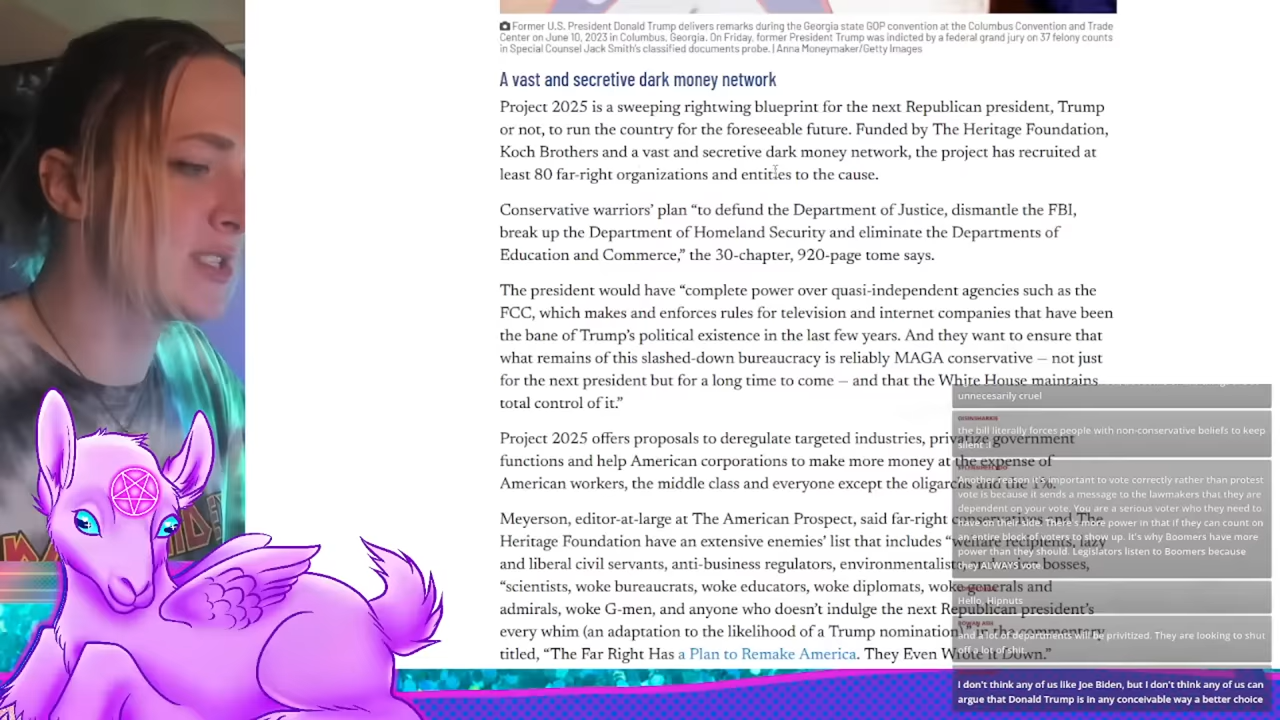 Former U.S. President Donald Trump delivers remarks during the Georgia state GOP convention at the Columbus Convention and Trade
Center on June 10, 2023 in Columbus, Georgia. On Friday, former President Trump was indicted by a federal grand jury on 37 felony counts
in Special Counsel Jack Smith's classified documents probe. | Anna Moneymaker/Getty Images
A vast and secretive dark money network
Project 2025 is a sweeping rightwing blueprint for the next Republican president, Trump
or not, to run the country for the foreseeable future. Funded by The Heritage Foundation,
Koch Brothers and a vast and secretive dark money network, the project has recruited at
least 80 far-right organizations and entities to the cause.
Conservative warriors' plan “to defund the Department of Justice, dismantle the FBI,
break up the Department of Homeland Security and eliminate the Departments of
Education and Commerce,” the 30-chapter, 920-page tome says.
The president would have “complete power over quasi-independent agencies such as the
FCC, which makes and enforces rules for television and internet companies that have been
the bane of Trump's political existence in the last few years. And they want to ensure that
what remains of this slashed-down bureaucracy is reliably MAGA conservative — not just
for the next president but for a long time to come — and that the White House maintains
total control of it.”
Project 2025 offers proposals to deregulate targeted industries, privatize government
functions and help American corporations to make more money at the expense of
American workers, the middle class and everyone except the oligarchs and the 1%.
Meyerson, editor-at-large at The American Prospect, said far-right conservatives and The
Heritage Foundation have an extensive enemies' list that includes “welfare recipients, lazy
and liberal civil servants, anti-business regulators, environmentalist bosses,
“scientists, woke bureaucrats, woke educators, woke diplomats, woke generals and
admirals, woke G-men, and anyone who doesn't indulge the next Republican president's
every whim (an adaptation to the likelihood of a Trump nomination)” in the commentary
titled, “The Far Right Has a Plan to Remake America. They Even Wrote It Down.”
unnecesarily cruel
the bill literally forces people with non-conservative beliefs to keep
silent :l
Another reason it's important to vote correctly rather than protest
vote is because it sends a message to the lawmakers that they are
dependent on your vote. You are a serious voter who they need to
have on their side. There's more power in that if they can count on
an entire block of voters to show up. It's why Boomers have more
power than they should. Legislators listen to Boomers because
they ALWAYS vote
Hello, Hipnuts
and a lot of departments will be privitized. They are looking to shut
off a lot of shit.
I don't think any of us like Joe Biden, but I don't think any of us can
argue that Donald Trump is in any conceivable way a better choice